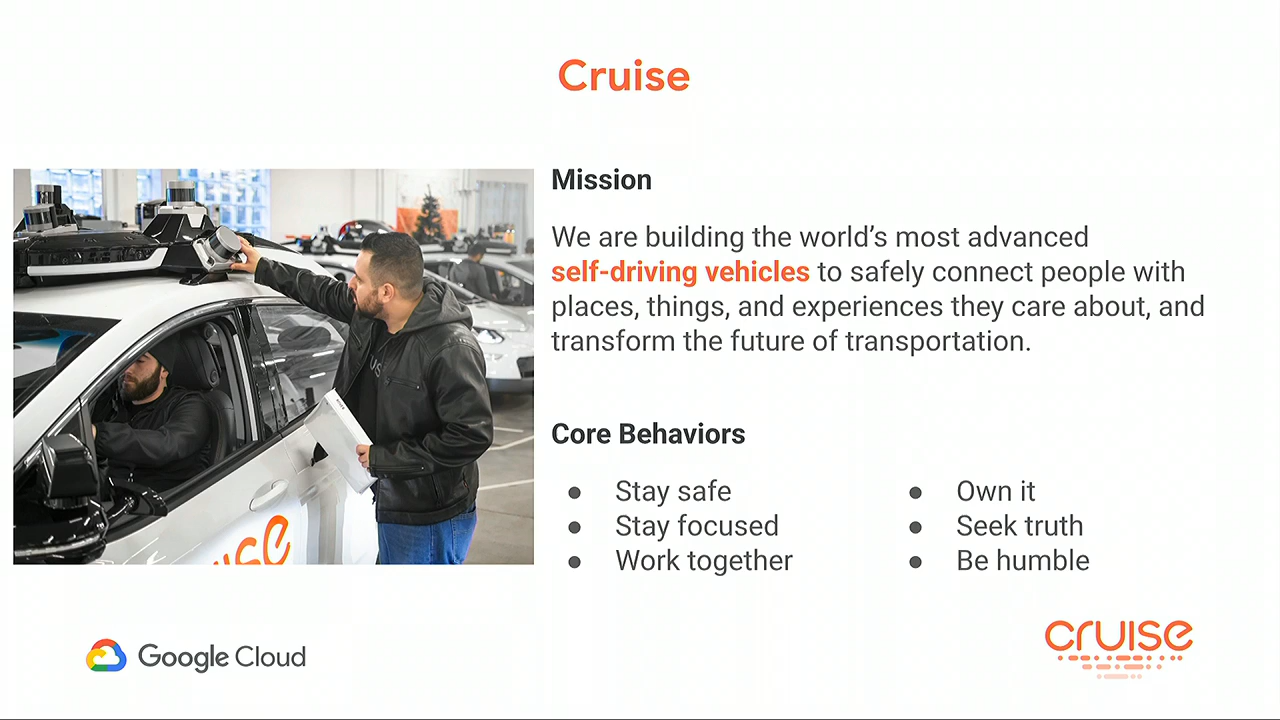 Cruise
Mission
We are building the world’s most advanced
self-driving vehicles to safely connect people with
places, things, and experiences they care about, and
transform the future of transportation.
Core Behaviors
● Stay safe
● Stay focused
● Work together
● Own it
● Seek truth
● Be humble
Google Cloud
cruise